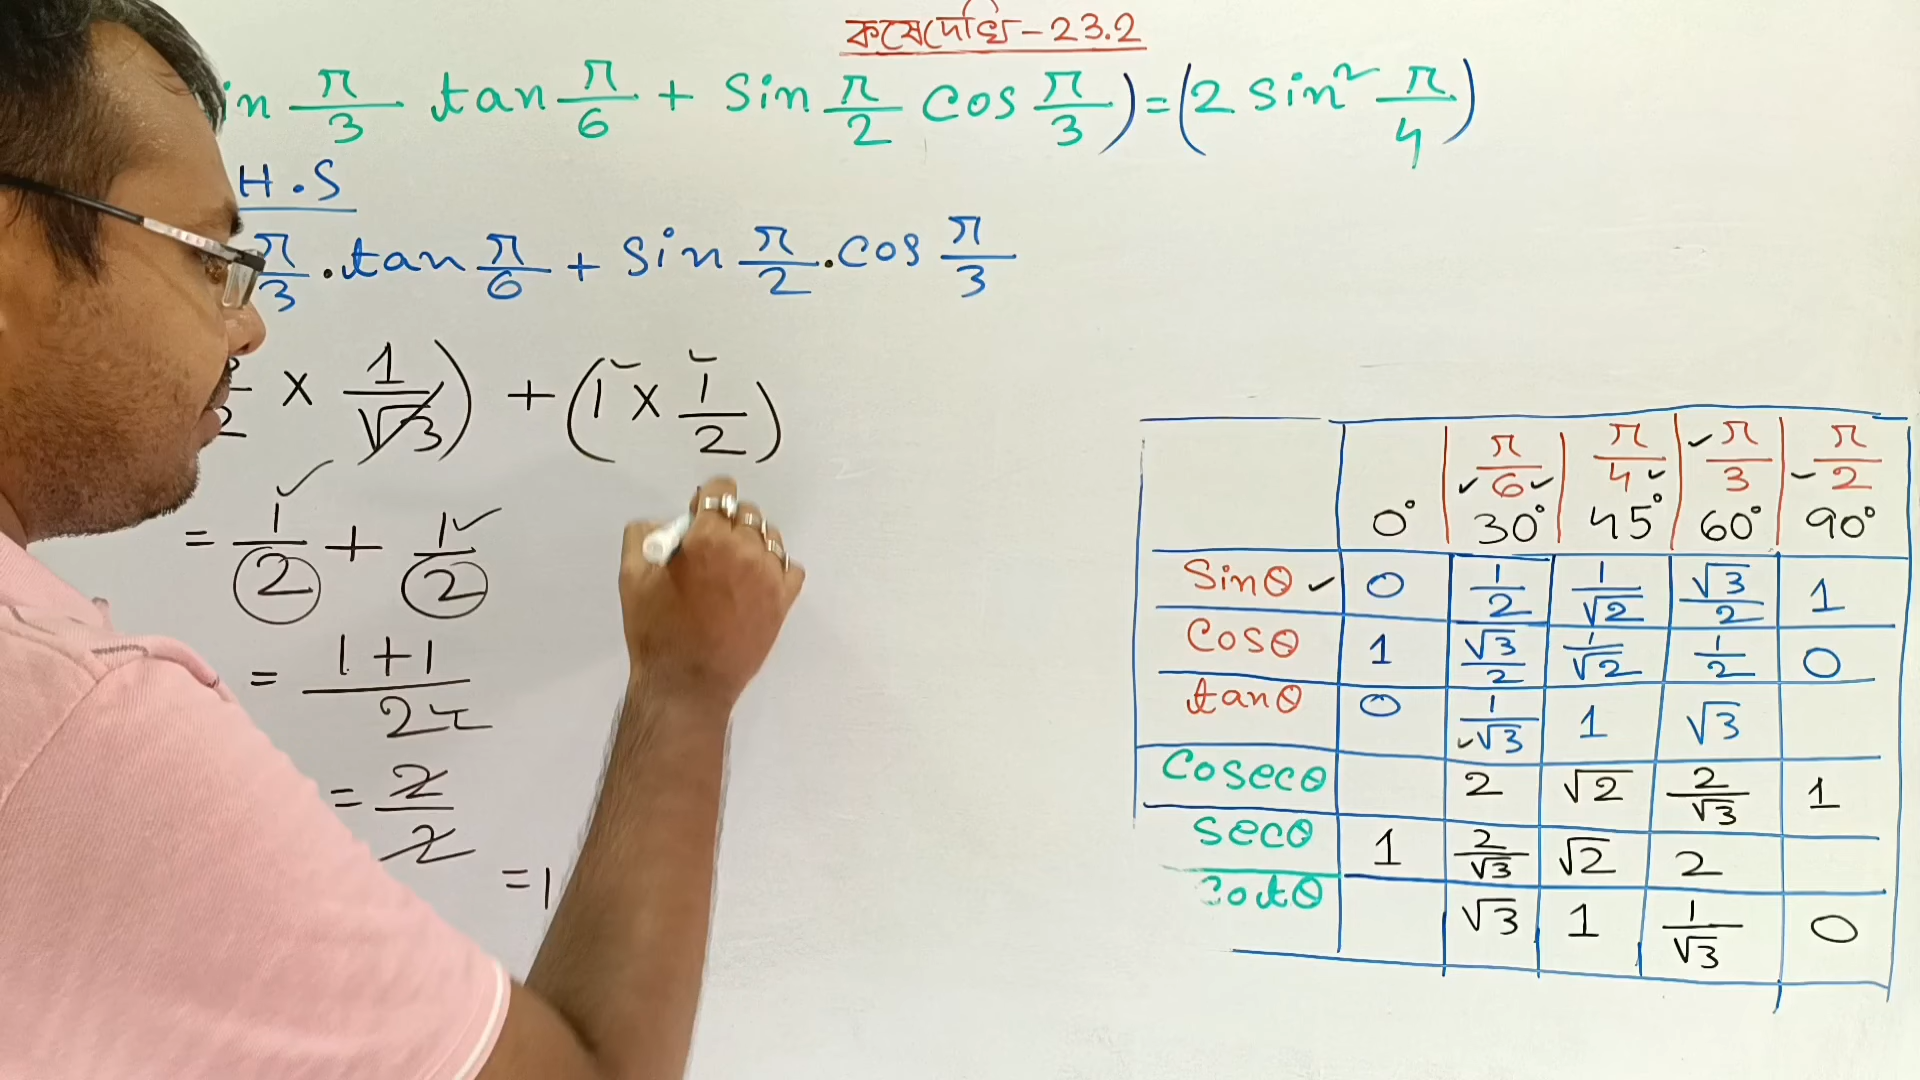 কষে দেখি - 23.2
in π/3 tan π/6 + Sin π/2 cos π/3) = (2 sin² π/4)
H.S
π/3 . tan π/6 + sin π/2 . cos π/3
2 × 1/√3) + (1 × 1/2)
= 1/2 + 1/2
= 1+1/2
= 2/2
= 1
π/6 π/4 π/3 π/2
0° 30° 45° 60° 90°
Sinθ 0 1/2 1/√2 √3/2 1
Cosθ 1 √3/2 1/√2 1/2 0
tanθ 0 1/√3 1 √3
Cosecθ 2 √2 2/√3 1
secθ 1 2/√3 √2 2
cotθ √3 1 1/√3 0